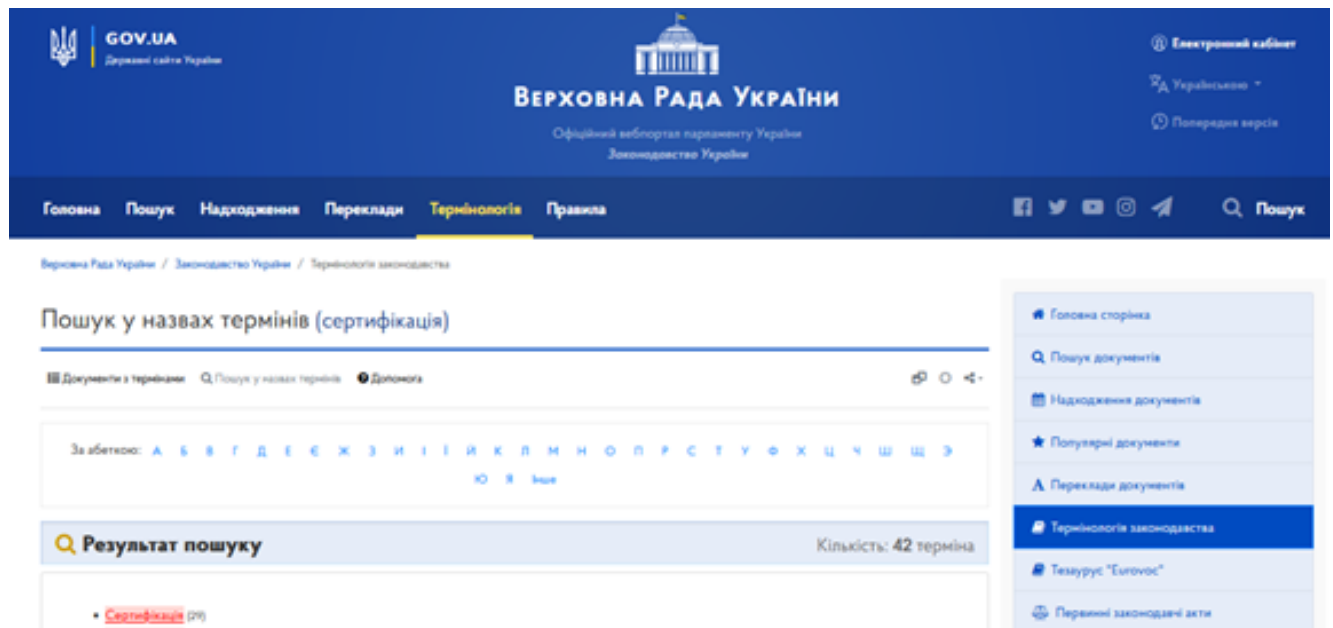 GOV.UA
Державні сайти України
Верховна Рада України
Офіційний вебпортал парламенту України
Законодавство України
Електронний кабінет
Українською
Попередня версія
Головна Пошук Надходження Переклади Термінологія Правила
Пошук
Верховна Рада України / Законодавство України / Термінологія законодавства
Пошук у назвах термінів (сертифікація)
Документи з термінами Пошук у назвах термінів Допомога
За абеткою: А Б В Г Д Е Є Ж З И І Ї Й К Л М Н О П Р С Т У Ф Х Ц Ч Ш Щ Э
Ю Я Інше
Результат пошуку Кількість: 42 терміна
• Сертифікація (29)
Головна сторінка
Пошук документів
Надходження документів
Популярні документи
Переклади документів
Термінологія законодавства
Тезаурус "Eurovoc"
Первинні законодавчі акти